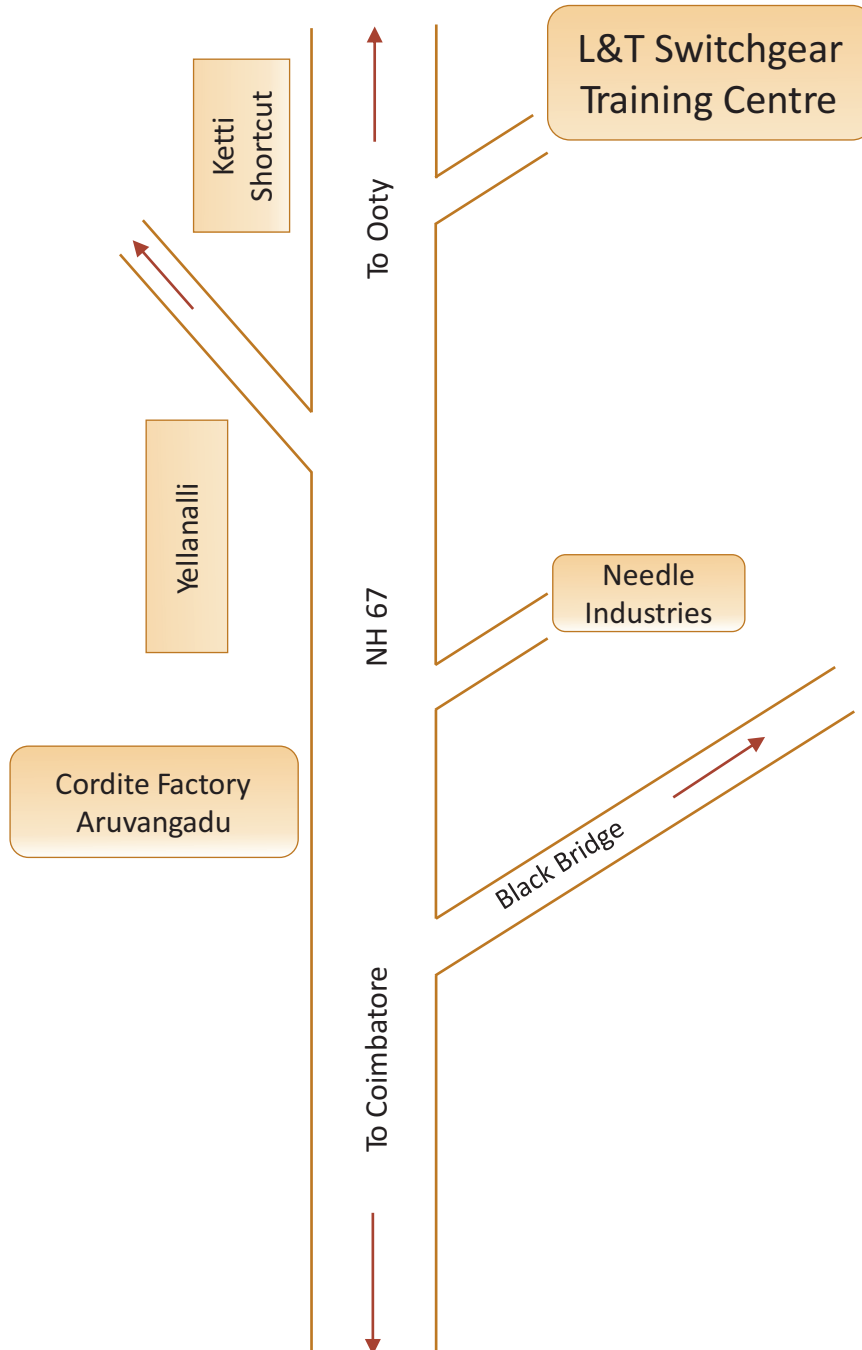 L&T Switchgear
Training Centre
Ketti
Shortcut
To Ooty
Yellanalli
NH 67
Needle
Industries
Cordite Factory
Aruvangadu
Black Bridge
To Coimbatore